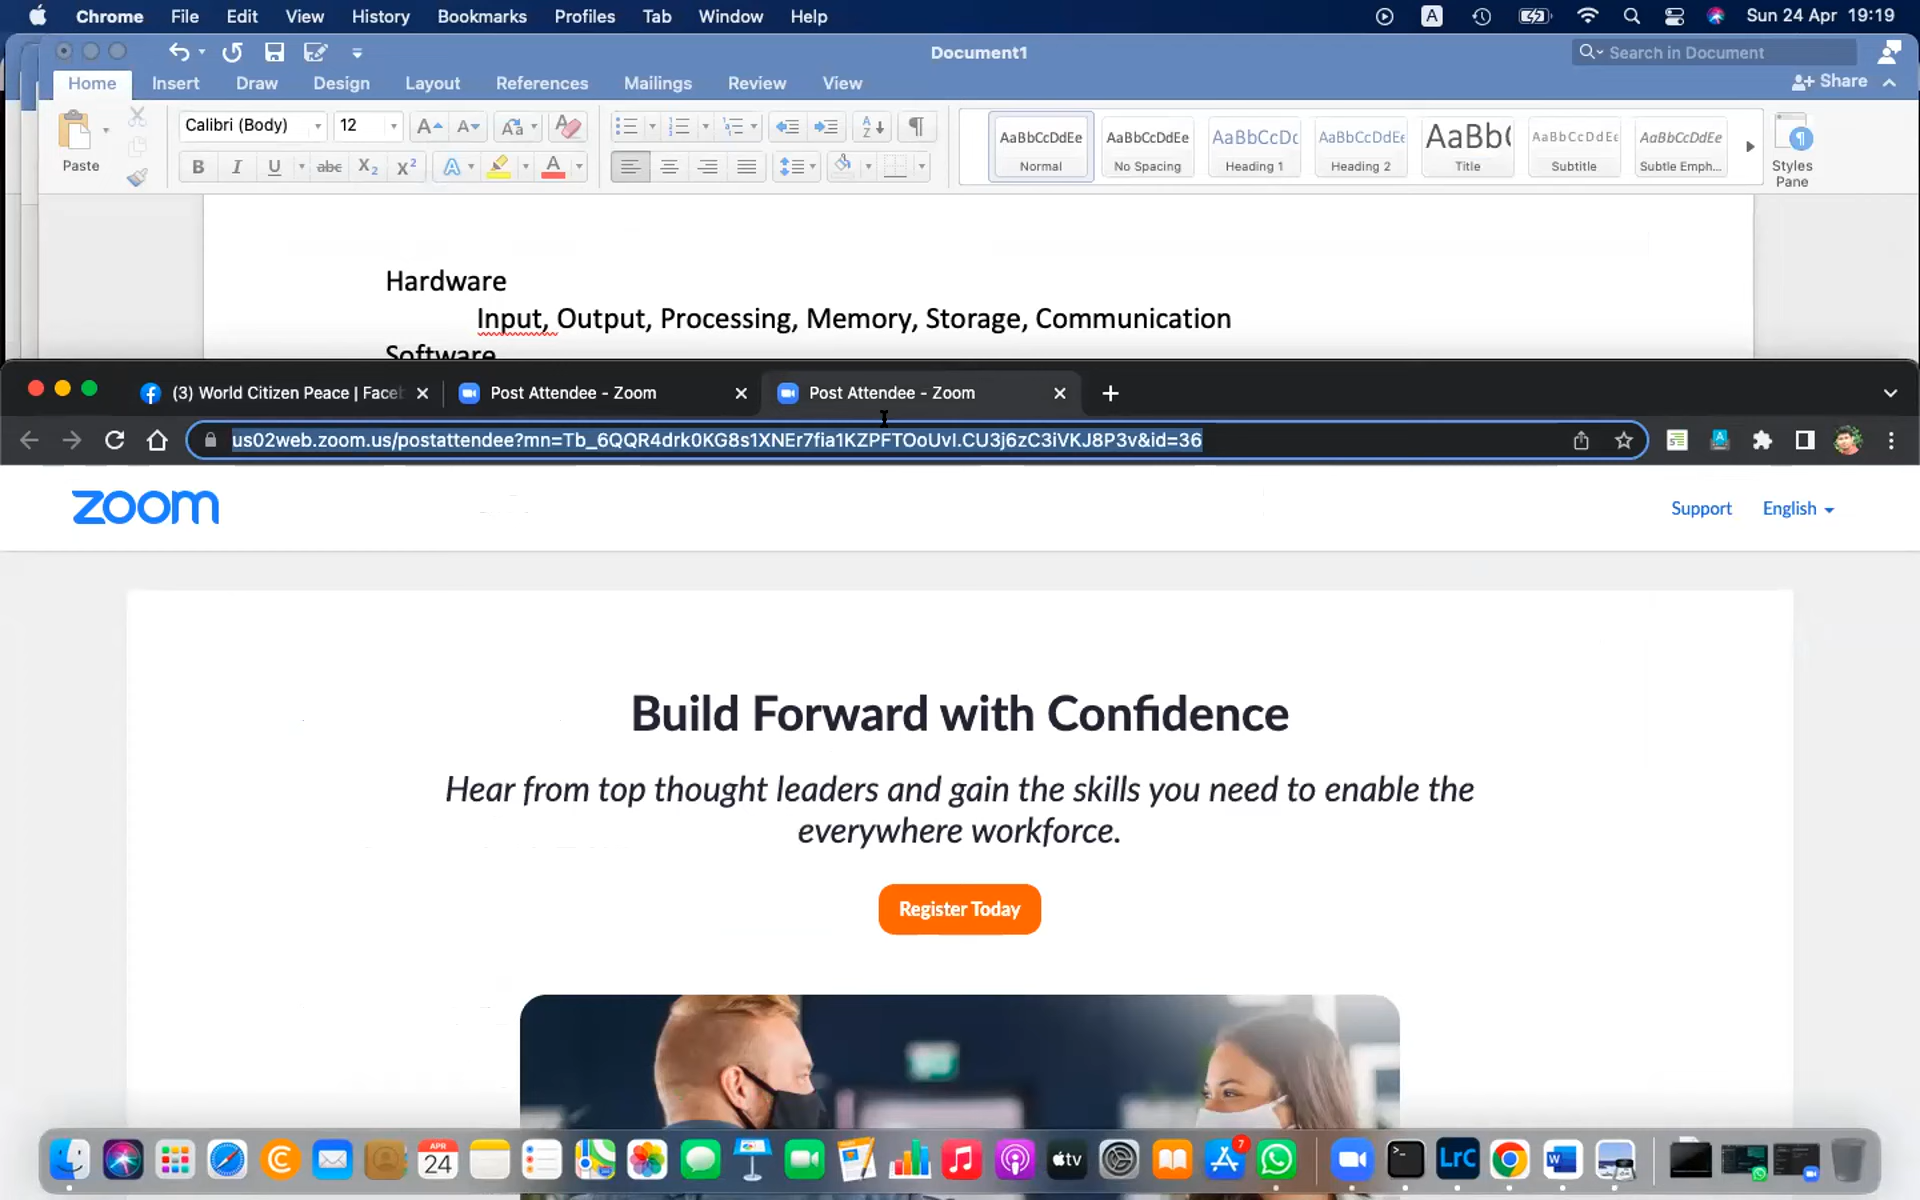 Chrome File Edit View History Bookmarks Profiles Tab Window Help A Sun 24 Apr 19:19
Document1 Search in Document
Home Insert Draw Design Layout References Mailings Review View Share
Calibri (Body) 12 AaBbCcDdEe AaBbCcDdEe AaBbCcDc AaBbCcDdEe AaBb( AaBbCcDdEe AaBbCcDdEe
Paste Normal No Spacing Heading 1 Heading 2 Title Subtitle Subtle Emph... Styles
Pane
Hardware
Input, Output, Processing, Memory, Storage, Communication
Software
(3) World Citizen Peace | Faceb Post Attendee - Zoom Post Attendee - Zoom
us02web.zoom.us/postattendee?mn=Tb_6QQR4drk0KG8s1XNEr7fia1KZPFTOoUvI.CU3j6zC3iVKJ8P3v&id=36
zoom Support English
Build Forward with Confidence
Hear from top thought leaders and gain the skills you need to enable the
everywhere workforce.
Register Today
APR
24
tv
7
LrC
W